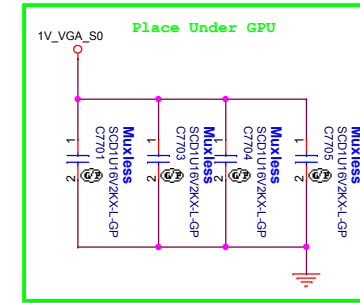 Place Under GPU
1V_VGA_S0
1
2
C7701
SCD1U16V2KX-L-GP
Muxless
1
2
C7703
SCD1U16V2KX-L-GP
Muxless
1
2
C7704
SCD1U16V2KX-L-GP
Muxless
1
2
C7705
SCD1U16V2KX-L-GP
Muxless